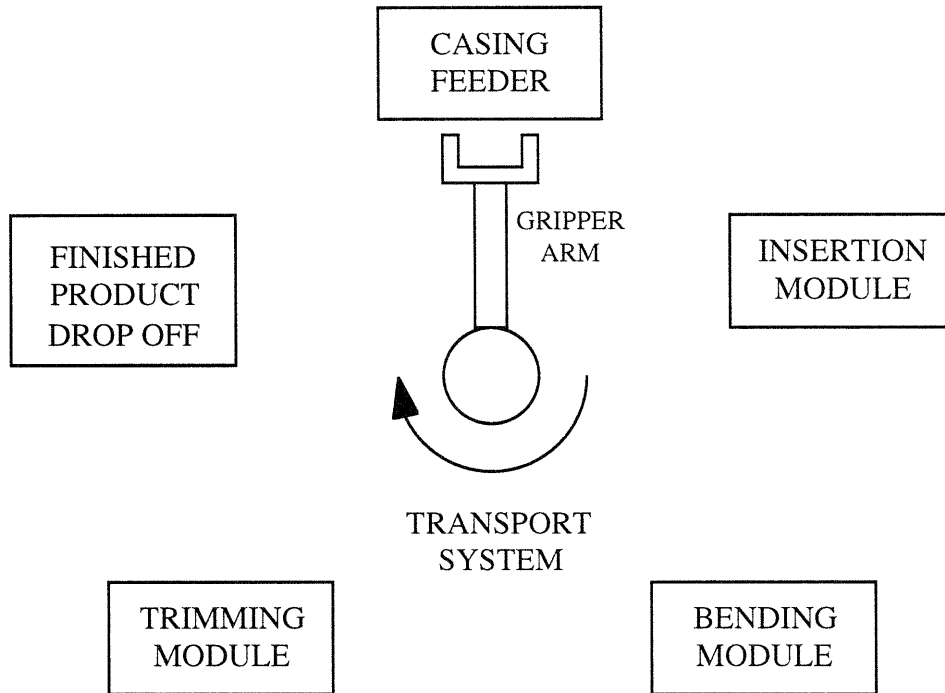 CASING
FEEDER
GRIPPER
ARM
FINISHED
PRODUCT
DROP OFF
INSERTION
MODULE
TRANSPORT
SYSTEM
TRIMMING
MODULE
BENDING
MODULE